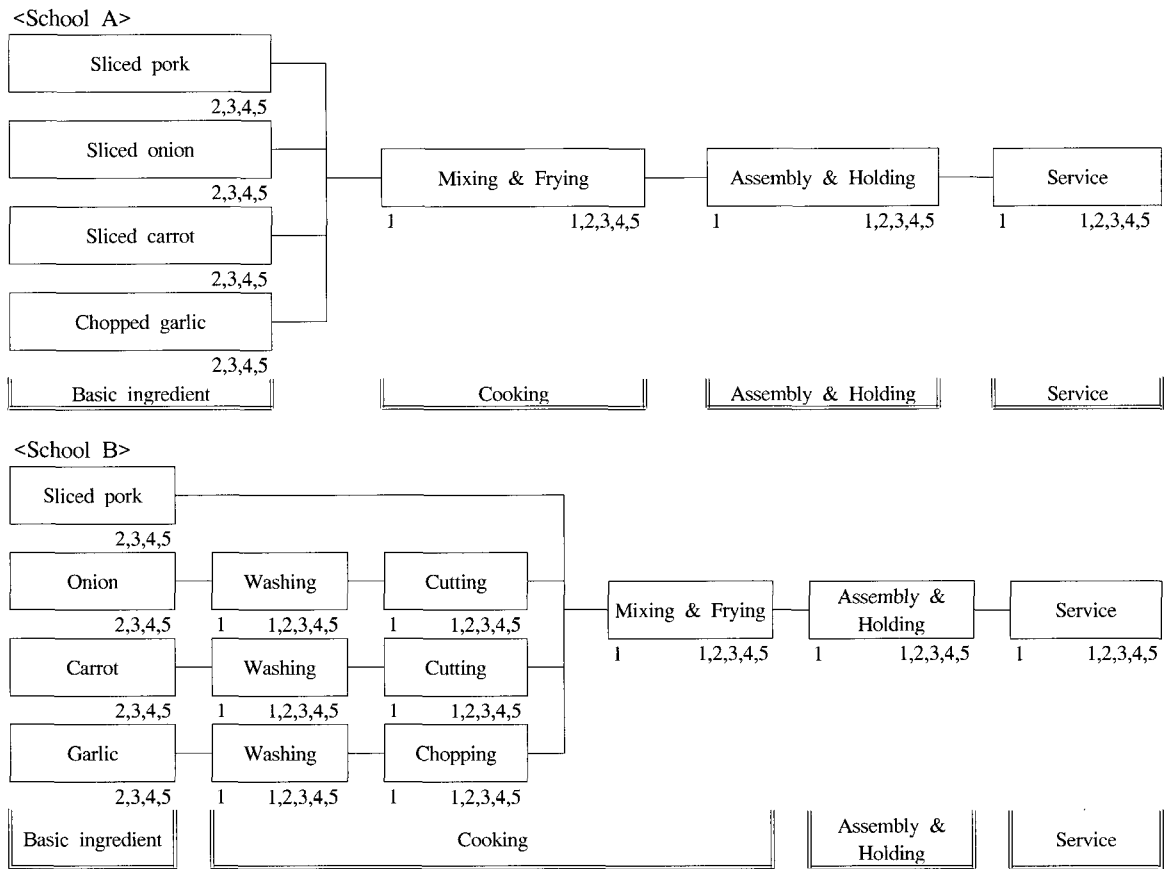 <School A>
Sliced pork
2,3,4,5
Sliced onion
2,3,4,5
Sliced carrot
2,3,4,5
Chopped garlic
2,3,4,5
Mixing & Frying
1 1,2,3,4,5
Assembly & Holding
1 1,2,3,4,5
Service
1 1,2,3,4,5
Basic ingredient
Cooking
Assembly & Holding
Service
<School B>
Sliced pork
2,3,4,5
Onion
2,3,4,5
Washing
1 1,2,3,4,5
Cutting
1 1,2,3,4,5
Carrot
2,3,4,5
Washing
1 1,2,3,4,5
Cutting
1 1,2,3,4,5
Garlic
2,3,4,5
Washing
1 1,2,3,4,5
Chopping
1 1,2,3,4,5
Mixing & Frying
1 1,2,3,4,5
Assembly &
Holding
1 1,2,3,4,5
Service
1 1,2,3,4,5
Basic ingredient
Cooking
Assembly &
Holding
Service